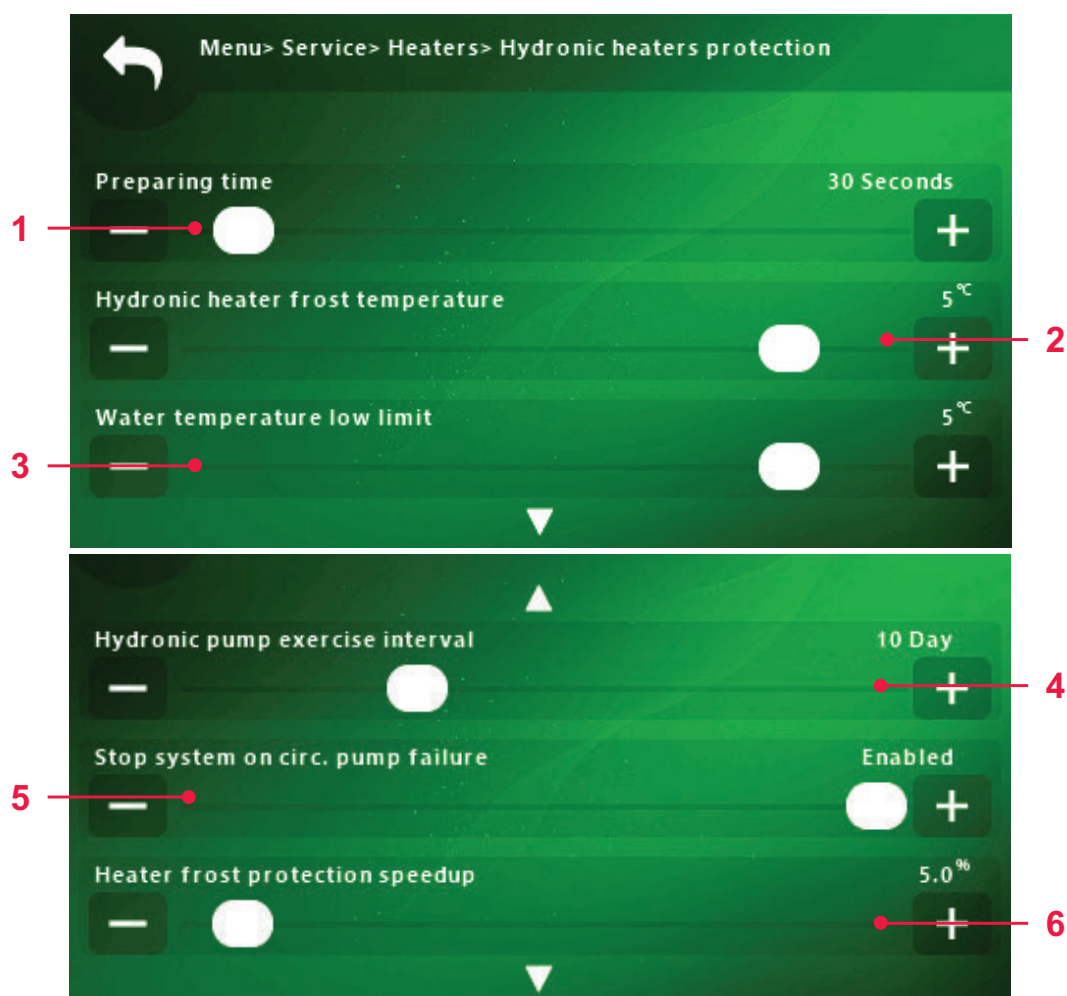 Menu> Service> Heaters> Hydronic heaters protection
Preparing time 30 Seconds
1
Hydronic heater frost temperature 5 °C
2
Water temperature low limit 5 °C
3
Hydronic pump exercise interval 10 Day
4
Stop system on circ. pump failure Enabled
5
Heater frost protection speedup 5.0 %
6